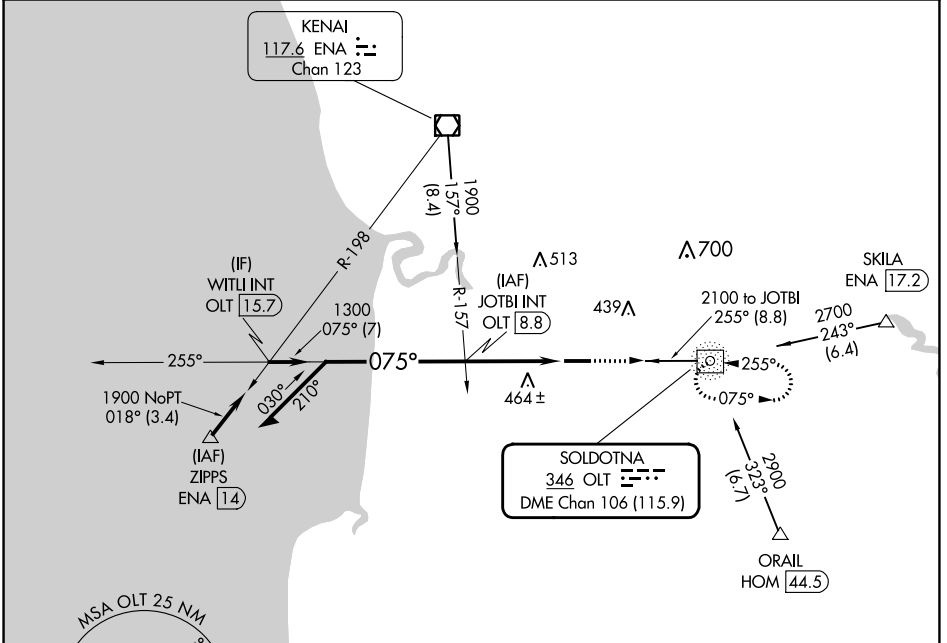 KENAI
117.6 ENA
Chan 123
1900
157°
(8.4)
R-198
R-157
513
700
439
(IF)
WITLI INT
OLT 15.7
(IAF)
JOTBI INT
OLT 8.8
SKILA
ENA 17.2
2100 to JOTBI
255° (8.8)
2700
243°
(6.4)
1300
075° (7)
255°
075°
255°
075°
464 ±
1900 NoPT
018° (3.4)
030°
210°
(IAF)
ZIPPS
ENA 14
SOLDOTNA
346 OLT
DME Chan 106 (115.9)
2900
323°
(6.7)
ORAIL
HOM 44.5
MSA OLT 25 NM